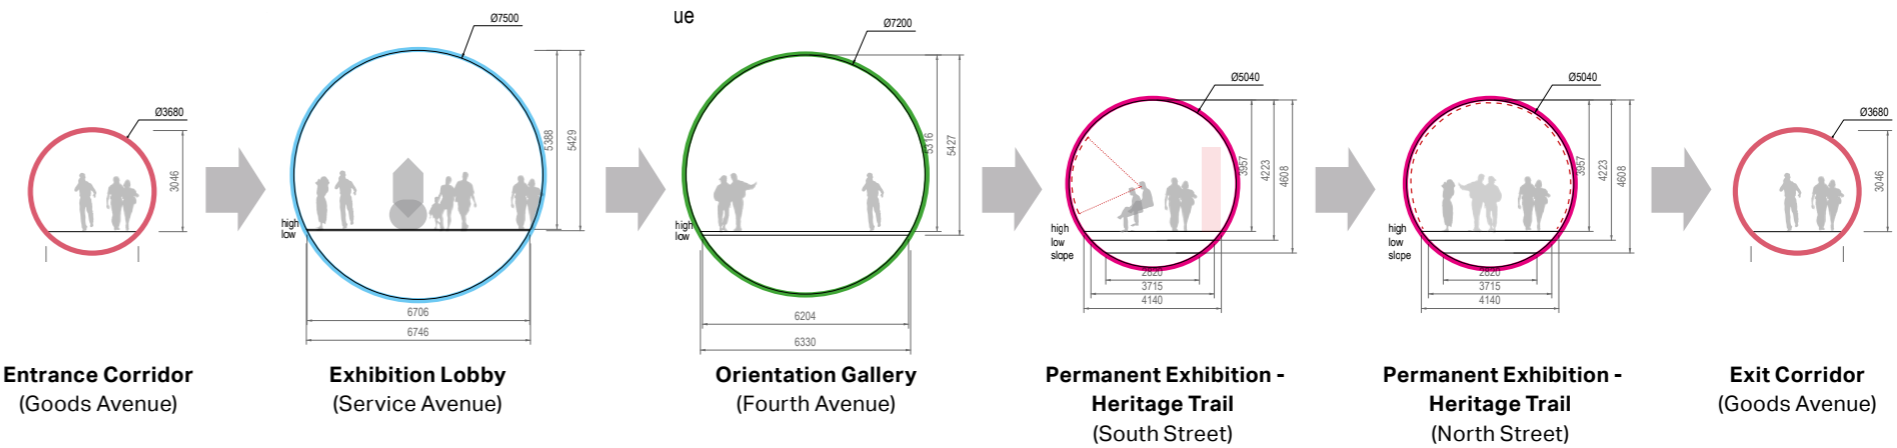 ue
Ø3680
3046
Ø7500
5388
5429
high
low
6706
6746
Ø7200
5316
5427
high
low
6204
6330
Ø5040
3957
4223
4608
high
low
slope
2820
3715
4140
Ø5040
3957
4223
4608
high
low
slope
2820
3715
4140
Ø3680
3046
Entrance Corridor
(Goods Avenue)
Exhibition Lobby
(Service Avenue)
Orientation Gallery
(Fourth Avenue)
Permanent Exhibition -
Heritage Trail
(South Street)
Permanent Exhibition -
Heritage Trail
(North Street)
Exit Corridor
(Goods Avenue)